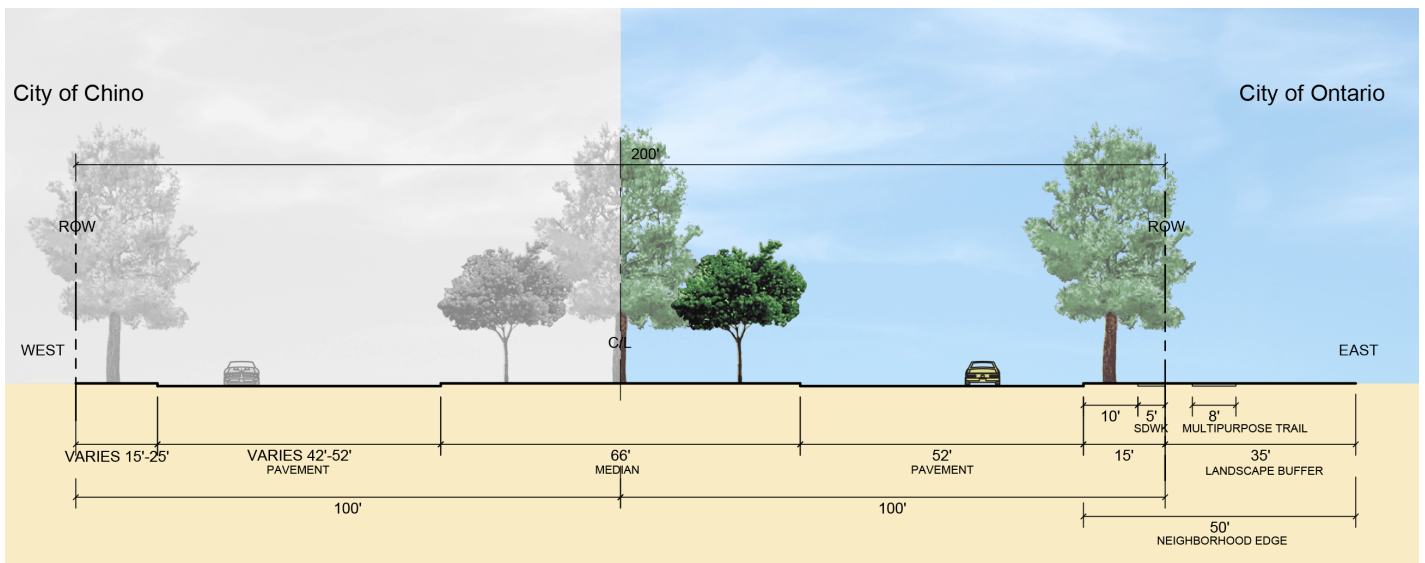 City of Chino
City of Ontario
200'
ROW
ROW
C/L
WEST
EAST
10'
5'
8'
SDWK
MULTIPURPOSE TRAIL
VARIES 15'-25'
VARIES 42'-52'
66'
52'
15'
35'
PAVEMENT
MEDIAN
PAVEMENT
LANDSCAPE BUFFER
100'
100'
50'
NEIGHBORHOOD EDGE